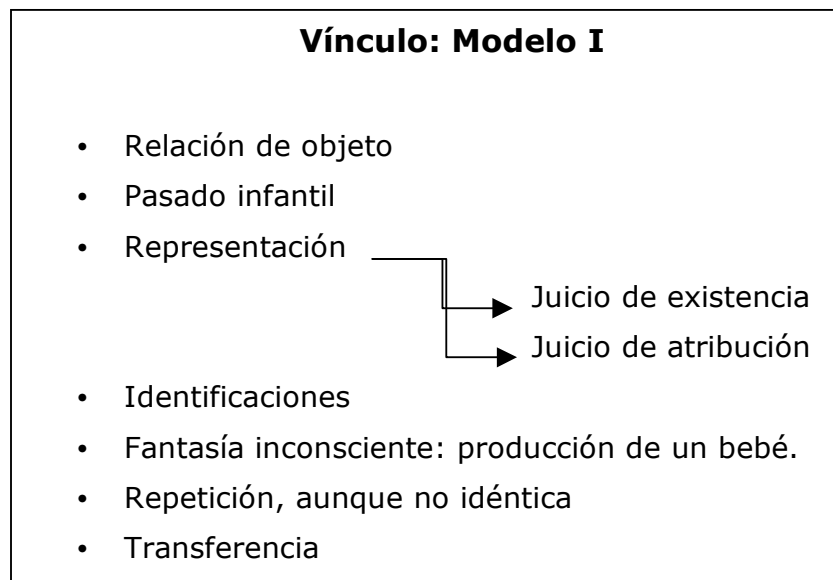 Vínculo: Modelo I
• Relación de objeto
• Pasado infantil
• Representación
Juicio de existencia
Juicio de atribución
• Identificaciones
• Fantasía inconsciente: producción de un bebé.
• Repetición, aunque no idéntica
• Transferencia